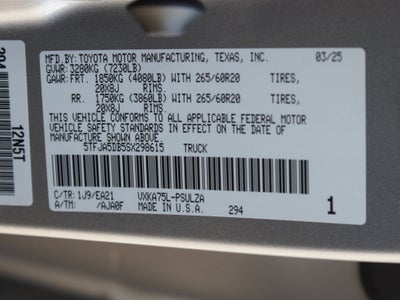 MFD.BY: TOYOTA MOTOR MANUFACTURING, TEXAS, INC. 03/25
GVWR:3280KG (7230LB)
GAWR:FRT. 1850KG (4080LB) WITH 265/60R20 TIRES,
20X8J RIMS.
RR. 1750KG (3860LB) WITH 265/60R20 TIRES,
20X8J RIMS.
THIS VEHICLE CONFORMS TO ALL APPLICABLE FEDERAL MOTOR
VEHICLE SAFETY STANDARDS IN EFFECT ON THE DATE OF
MANUFACTURE SHOWN ABOVE.
5TFJA5DB5SX298615 TRUCK
C/TR: 1J9/EA21 VXKA75L-PSULZA
A/TM: /AJA0F MADE IN U.S.A. 294 1
12NST